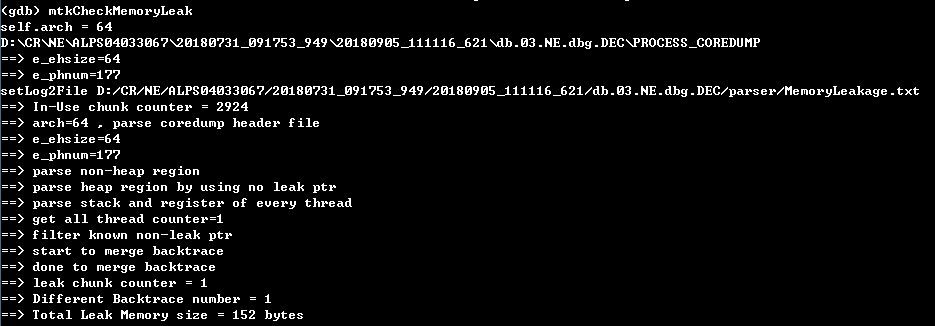 (gdb) mtkCheckMemoryLeak
self.arch = 64
D:\CR\NE\ALPS04033067\20180731_091753_949\20180905_111116_621\db.03.NE.dbg.DEC\PROCESS_COREDUMP
==> e_ehsize=64
==> e_phnum=177
setLog2File D:/CR/NE/ALPS04033067/20180731_091753_949/20180905_111116_621/db.03.NE.dbg.DEC/parser/MemoryLeakage.txt
==> In-Use chunk counter = 2924
==> arch=64 , parse coredump header file
==> e_ehsize=64
==> e_phnum=177
==> parse non-heap region
==> parse heap region by using no leak ptr
==> parse stack and register of every thread
==> get all thread counter=1
==> filter known non-leak ptr
==> start to merge backtrace
==> done to merge backtrace
==> leak chunk counter = 1
==> Different Backtrace number = 1
==> Total Leak Memory size = 152 bytes